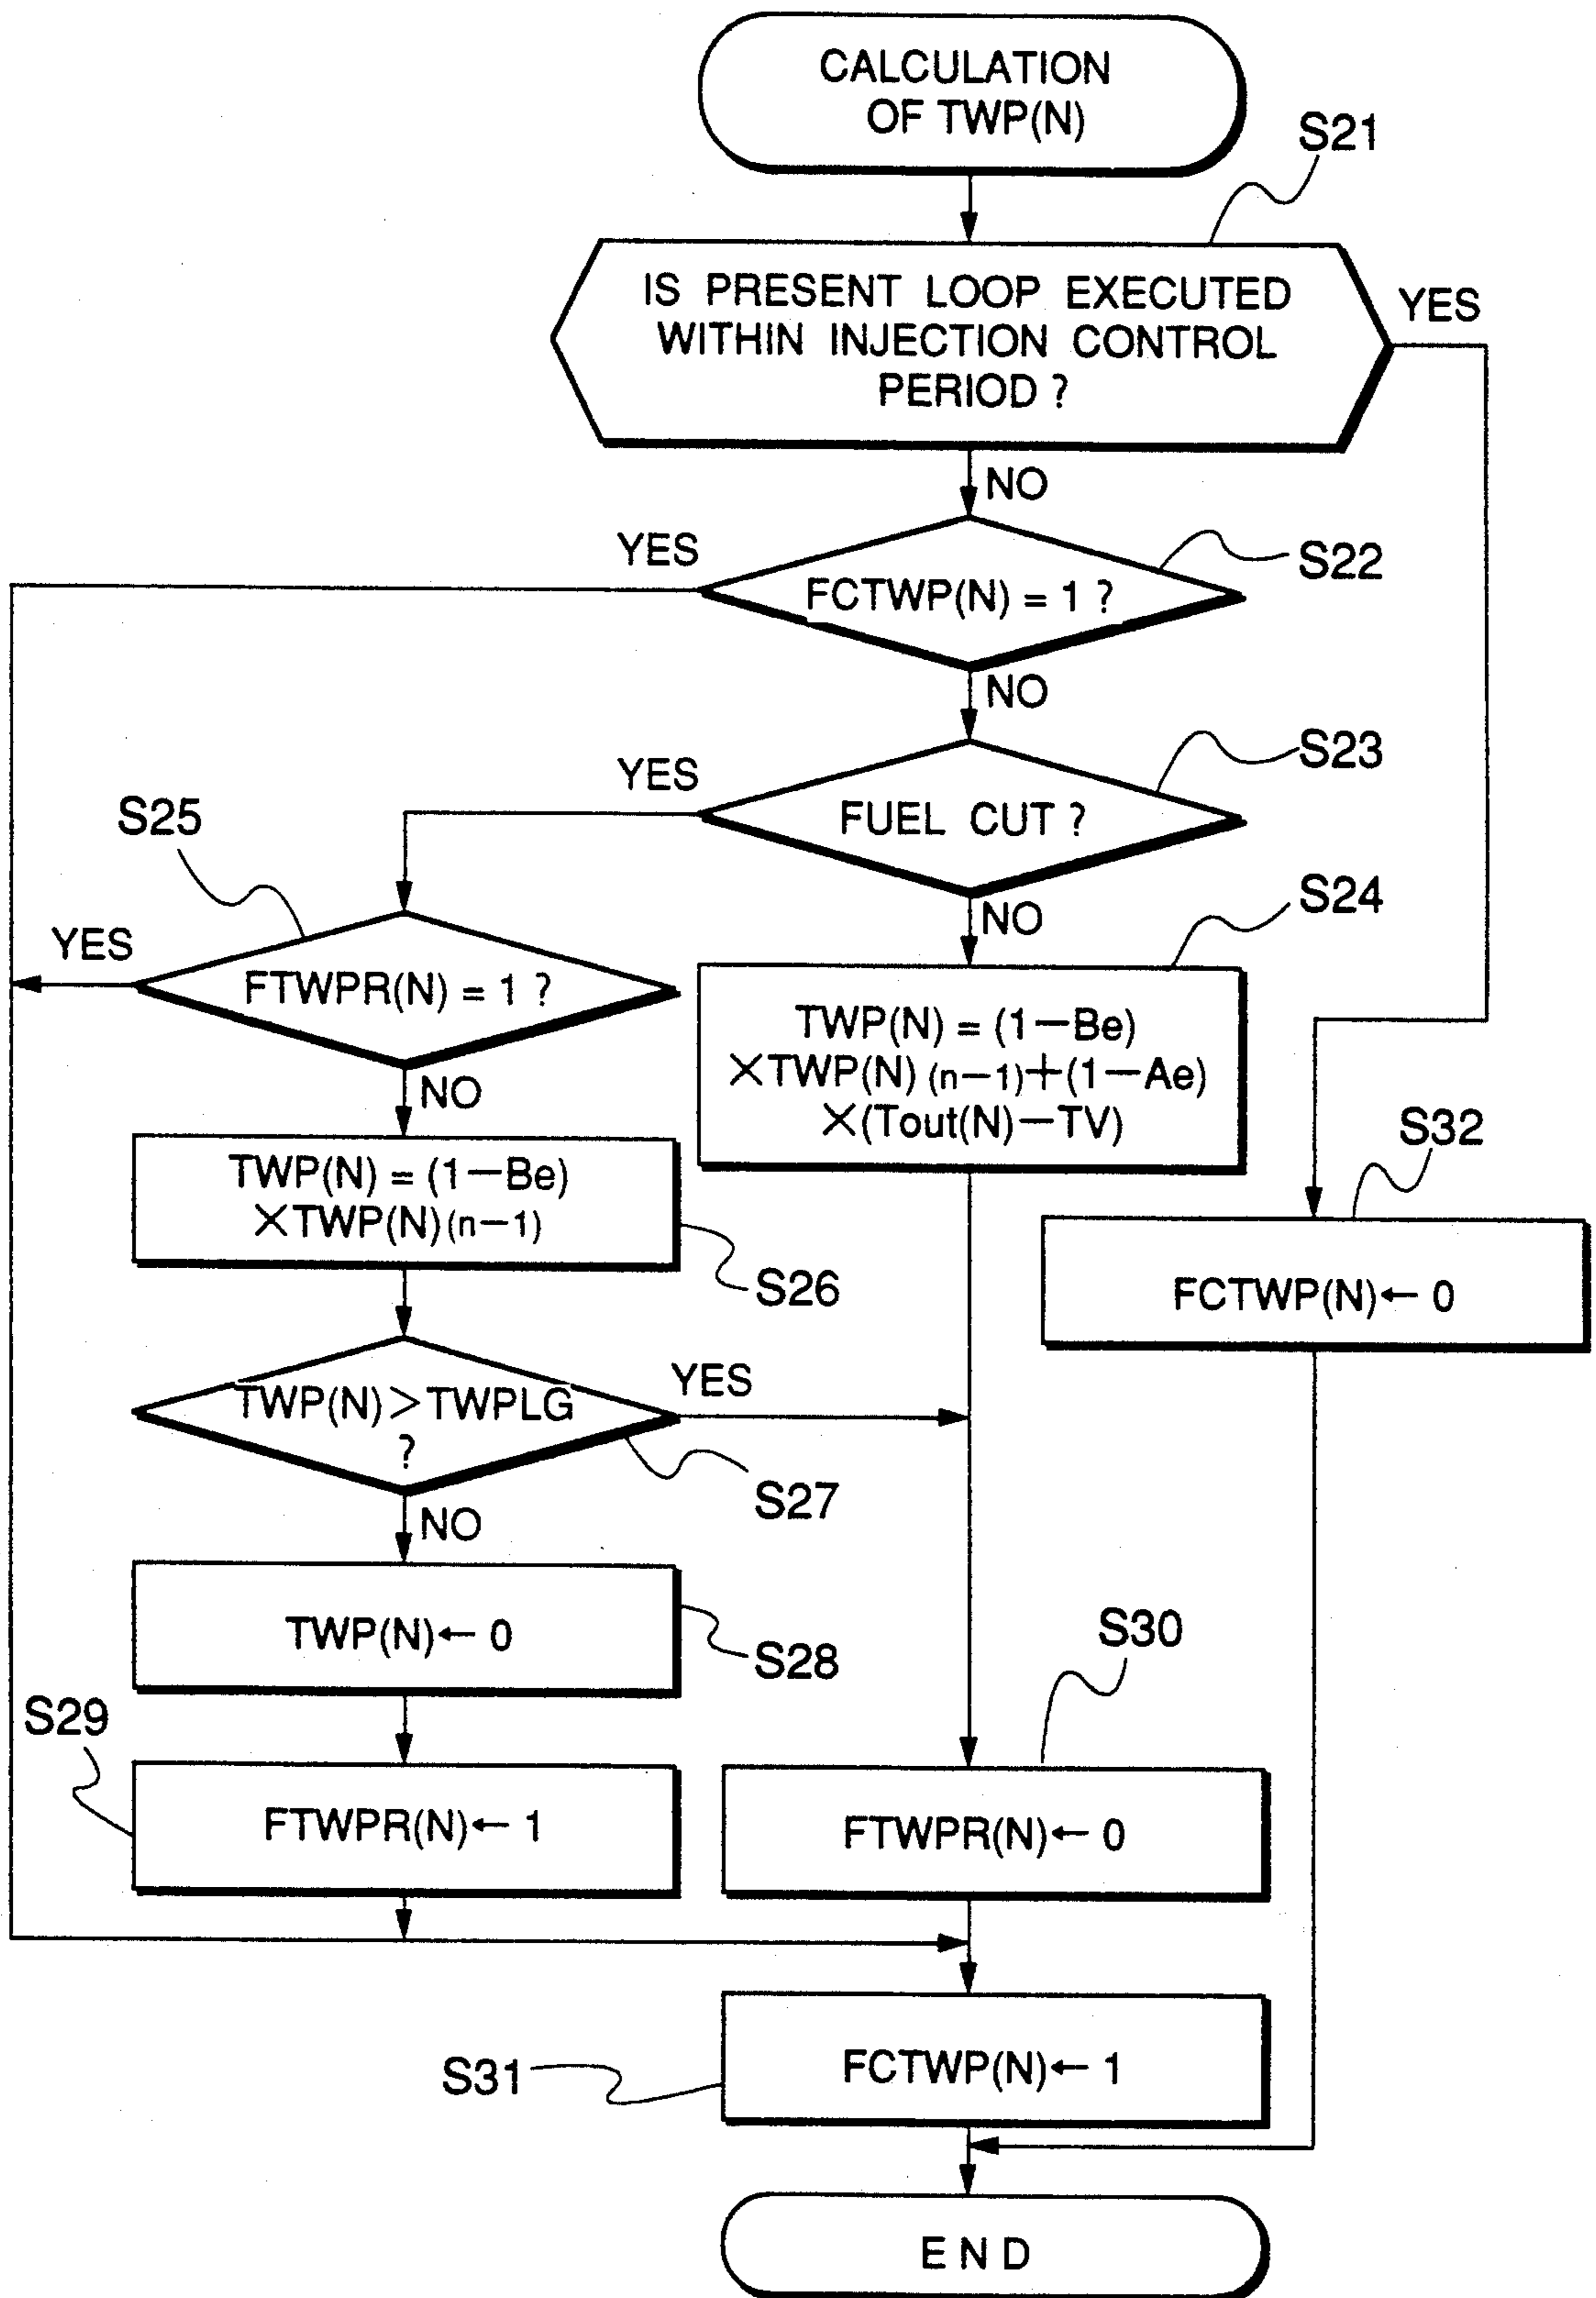 CALCULATION
OF TWP(N)
S21
IS PRESENT LOOP EXECUTED
WITHIN INJECTION CONTROL
PERIOD ?
YES
NO
YES
S22
FCTWP(N) = 1 ?
NO
YES
S23
FUEL CUT ?
S25
NO
S24
YES
FTWPR(N) = 1 ?
TWP(N) = (1−Be)
×TWP(N) (n−1)+(1−Ae)
×(Tout(N)−TV)
NO
S32
TWP(N) = (1−Be)
×TWP(N) (n−1)
S26
FCTWP(N)← 0
TWP(N)>TWPLG
?
YES
S27
NO
TWP(N)← 0
S28
S30
S29
FTWPR(N)← 1
FTWPR(N)← 0
FCTWP(N)← 1
S31
E N D